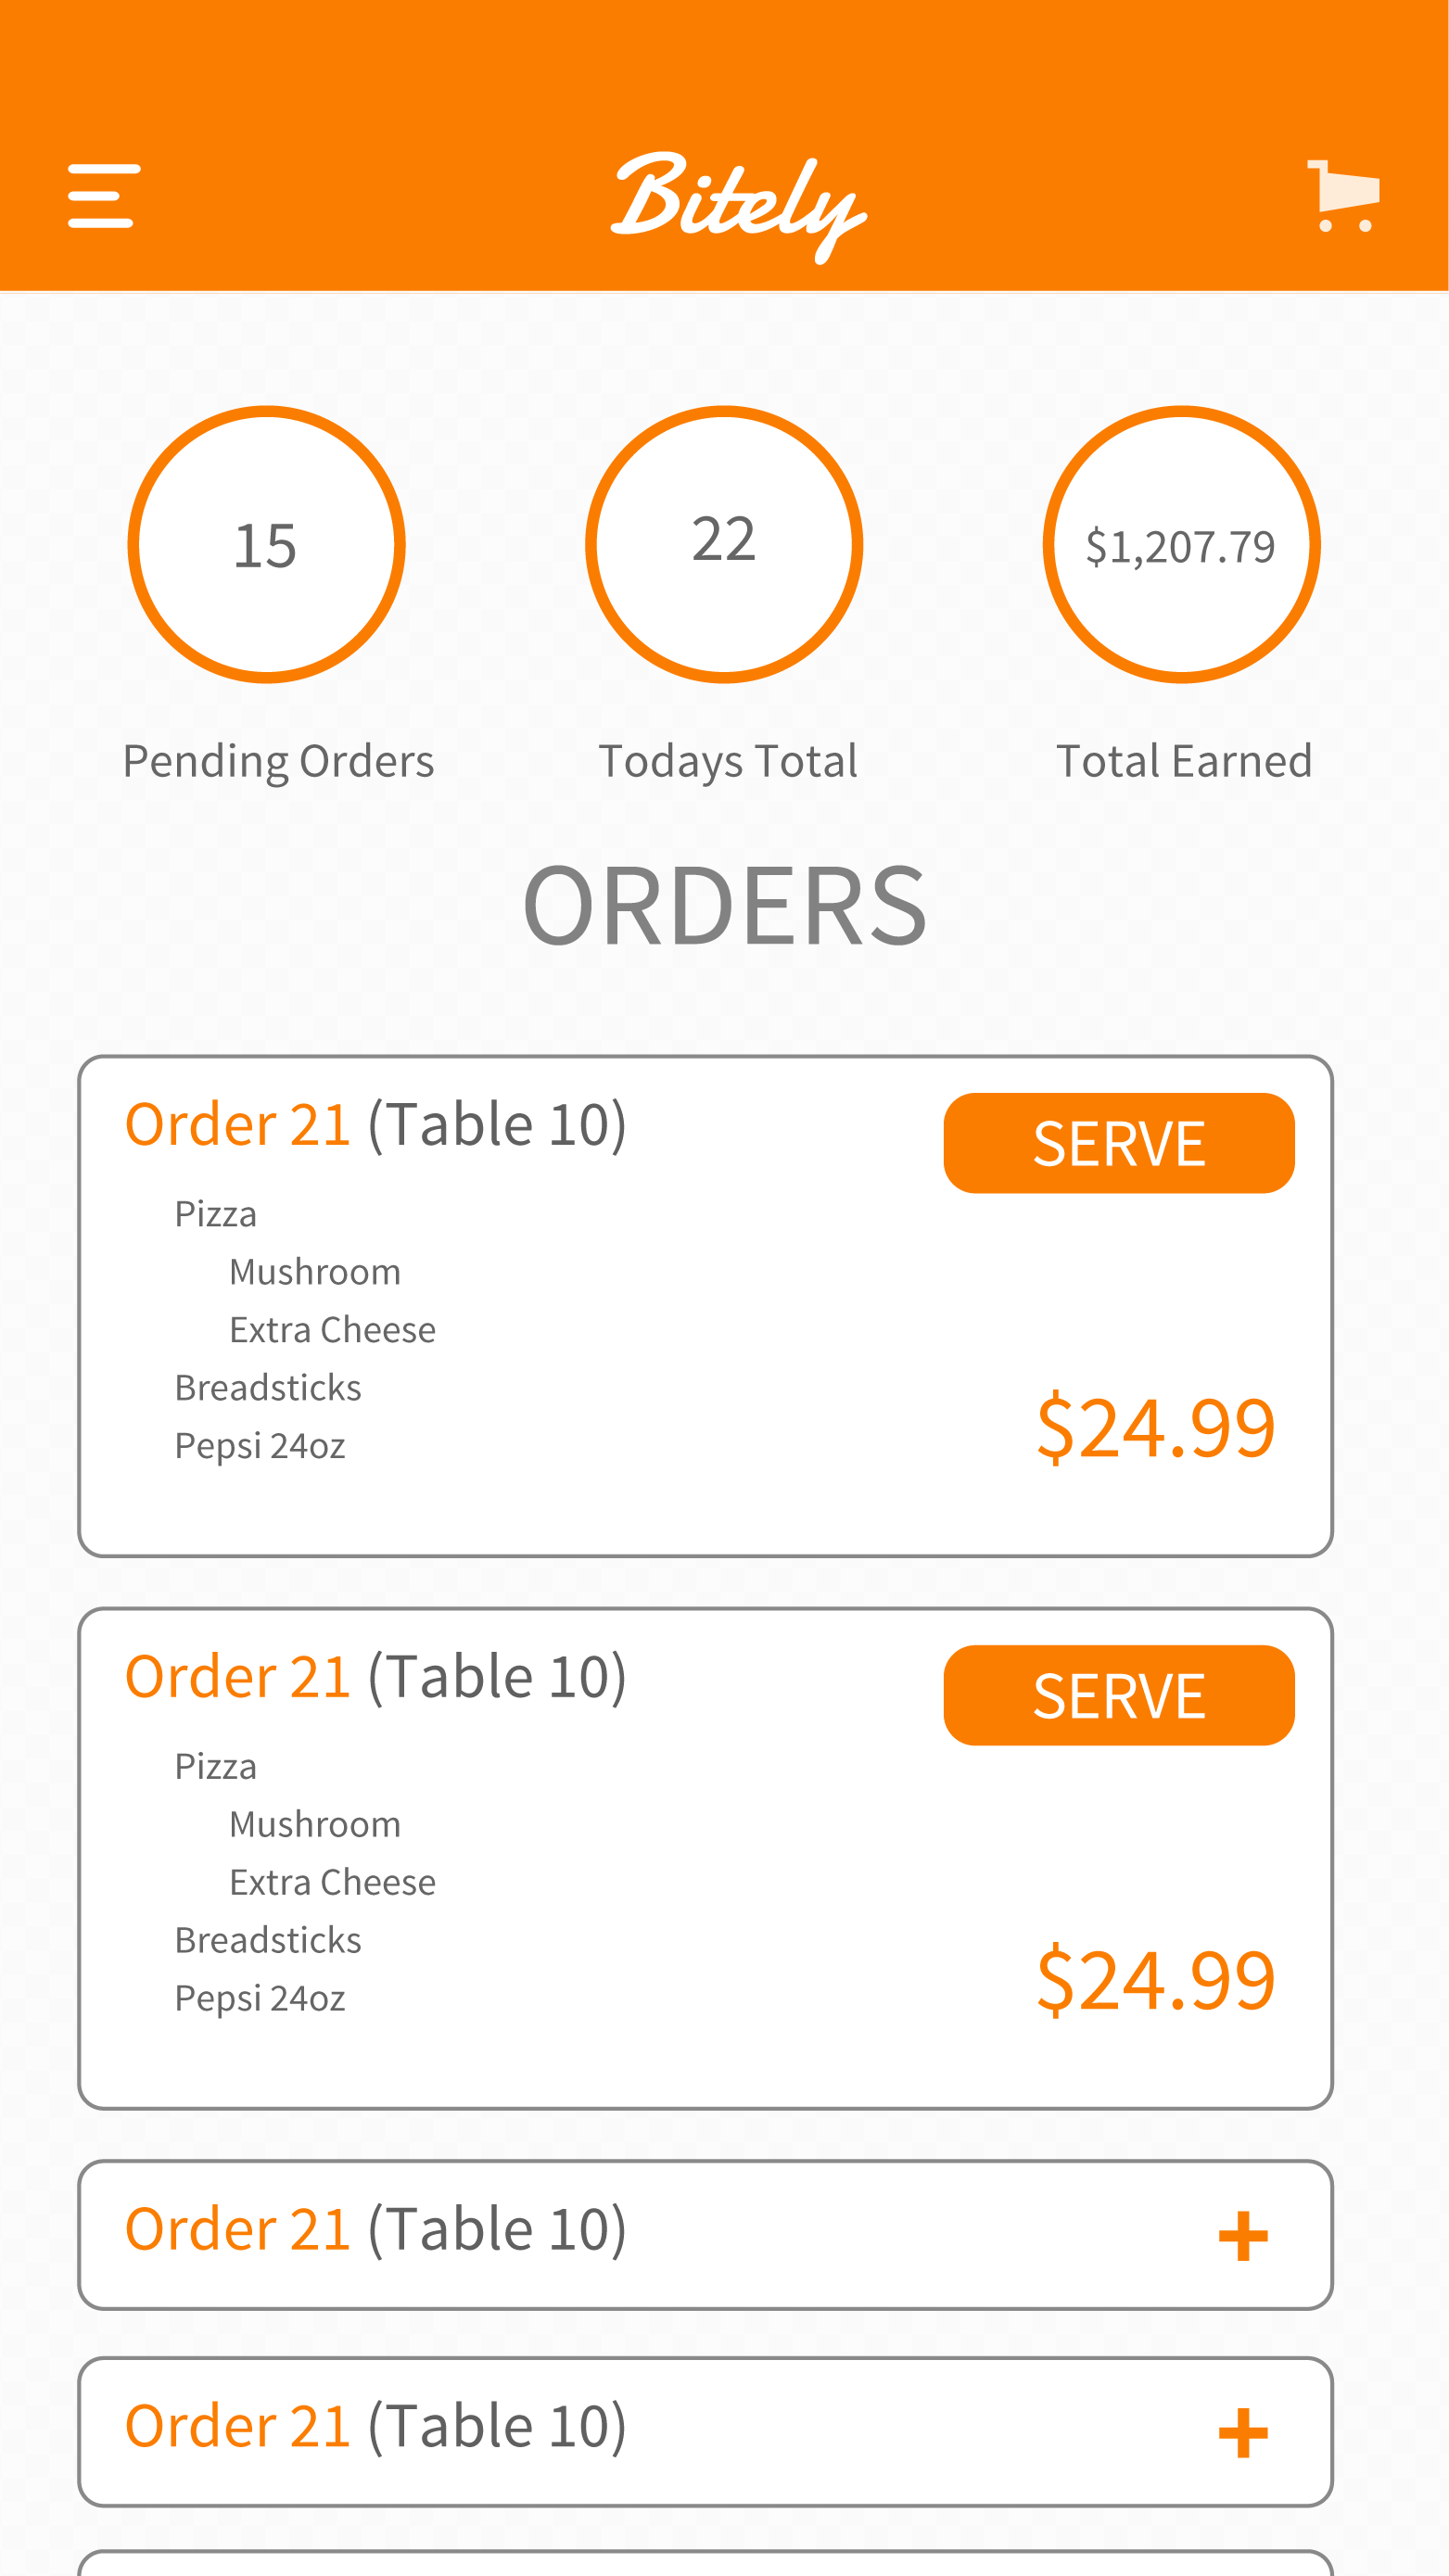 Bitely
15
22
$1,207.79
Pending Orders
Todays Total
Total Earned
ORDERS
Order 21 (Table 10)
SERVE
Pizza
Mushroom
Extra Cheese
Breadsticks
Pepsi 24oz
$24.99
Order 21 (Table 10)
SERVE
Pizza
Mushroom
Extra Cheese
Breadsticks
Pepsi 24oz
$24.99
Order 21 (Table 10)
+
Order 21 (Table 10)
+